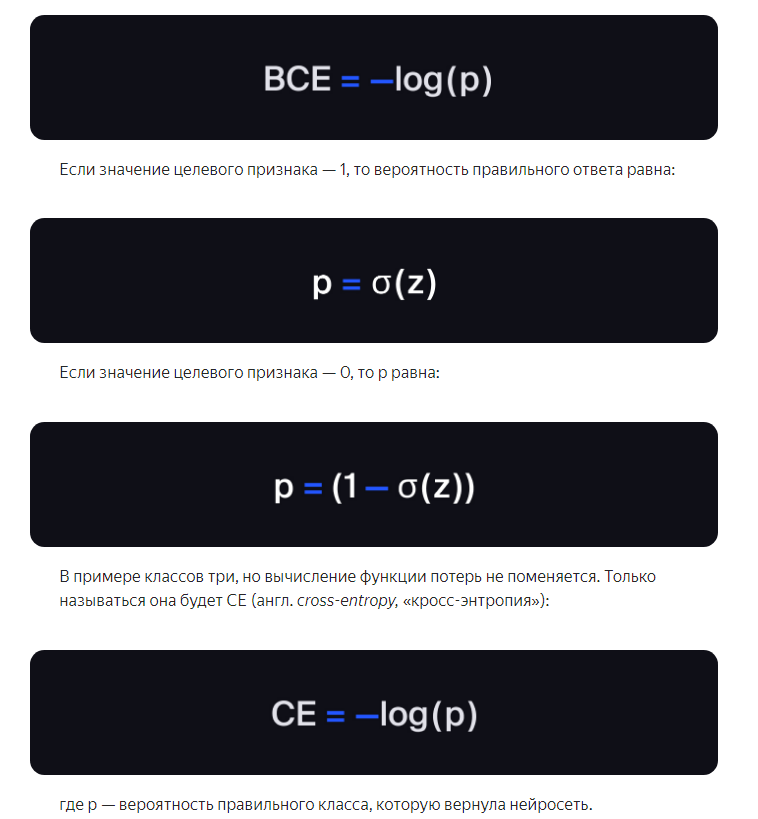 BCE = –log(p)
Если значение целевого признака — 1, то вероятность правильного ответа равна:
p = σ(z)
Если значение целевого признака — 0, то p равна:
p = (1 – σ(z))
В примере классов три, но вычисление функции потерь не поменяется. Только
называться она будет CE (англ. cross-entropy, «кросс-энтропия»):
CE = –log(p)
где p — вероятность правильного класса, которую вернула нейросеть.